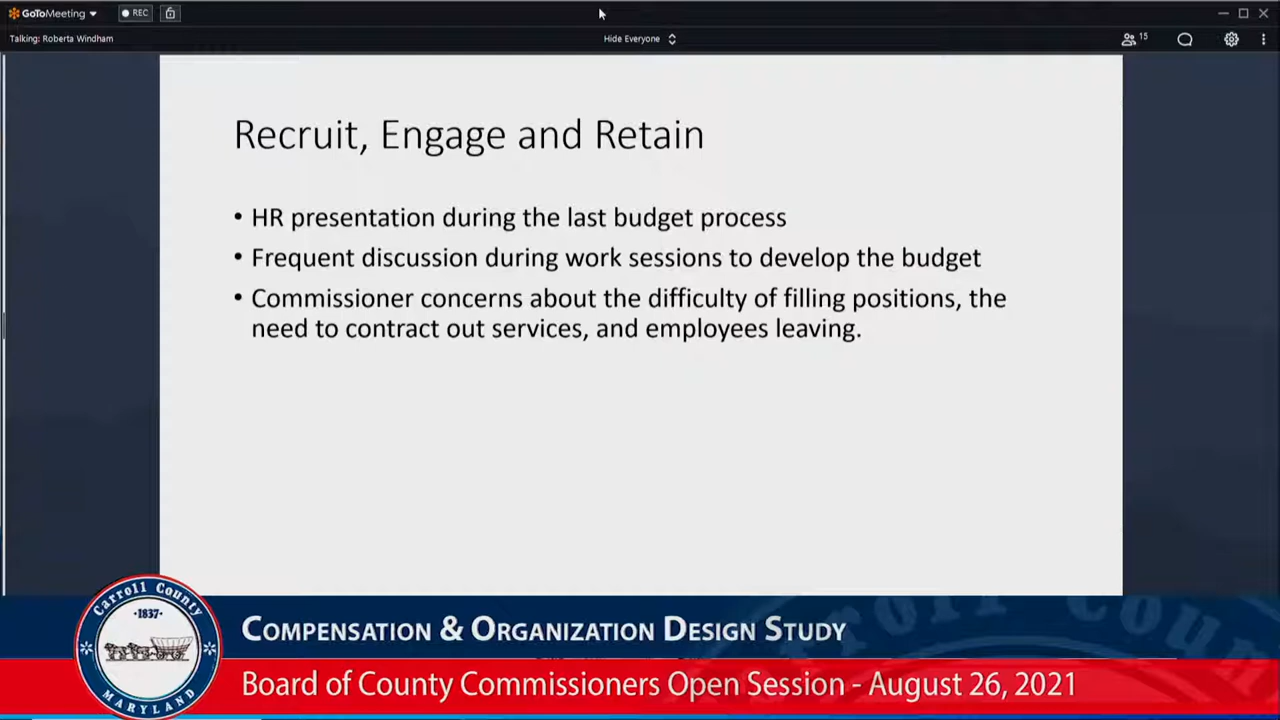 GoToMeeting
REC
Talking: Roberta Windham
Hide Everyone
15
Recruit, Engage and Retain
• HR presentation during the last budget process
• Frequent discussion during work sessions to develop the budget
• Commissioner concerns about the difficulty of filling positions, the
need to contract out services, and employees leaving.
Carroll County
·1837·
MARYLAND
COMPENSATION & ORGANIZATION DESIGN STUDY
Board of County Commissioners Open Session - August 26, 2021
Carroll Coun